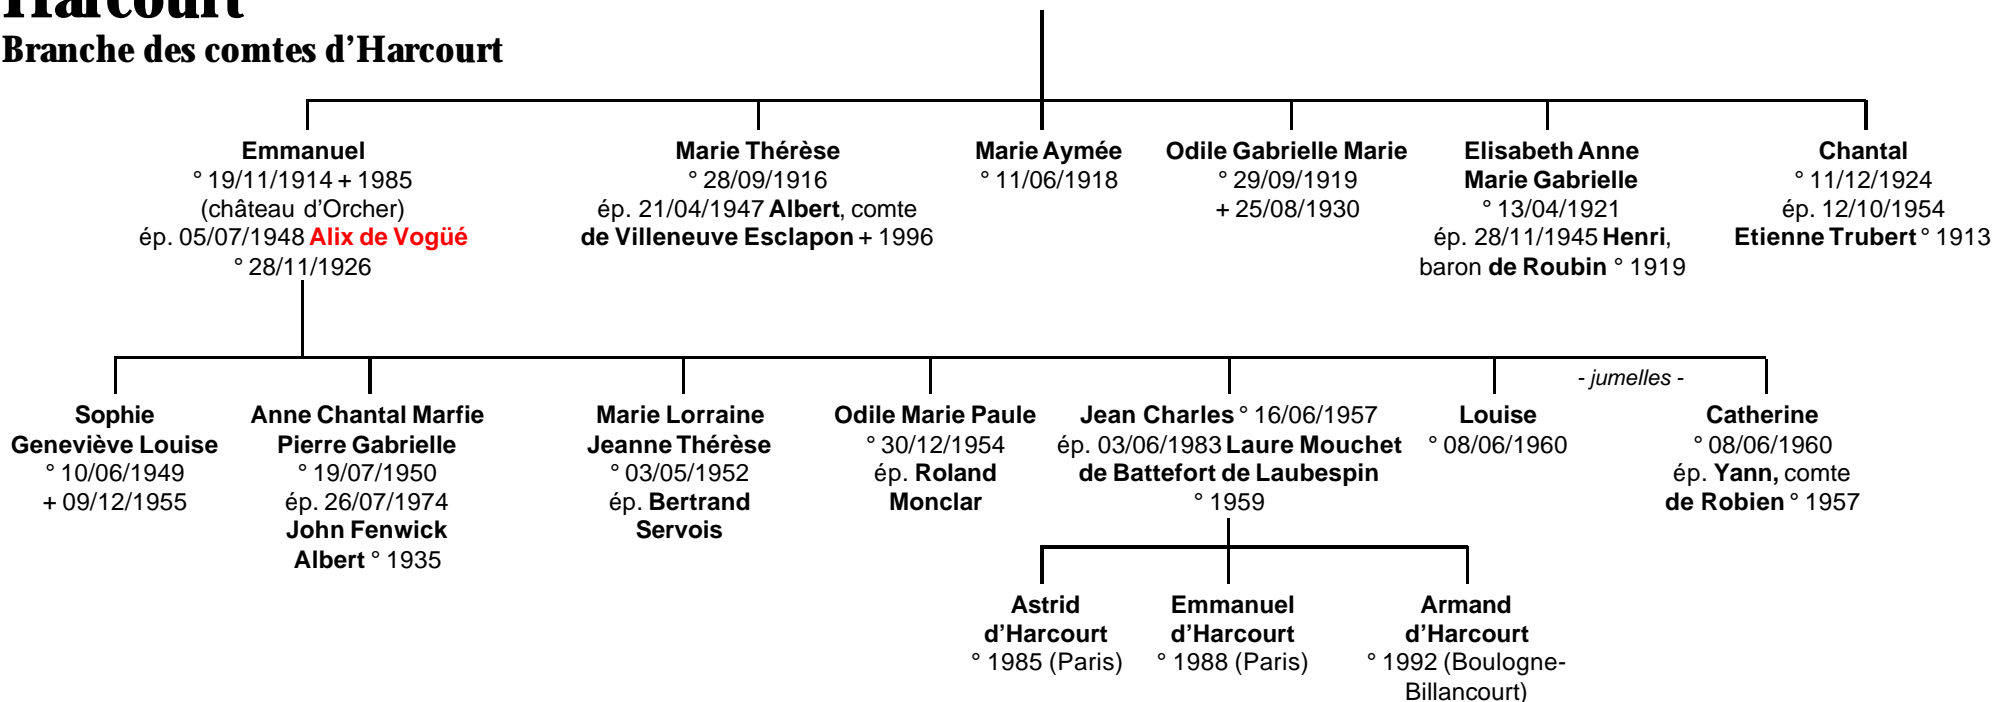 Harcourt
Branche des comtes d’Harcourt
Emmanuel
° 19/11/1914 + 1985
(château d’Orcher)
ép. 05/07/1948 Alix de Vogüé
° 28/11/1926
Marie Thérèse
° 28/09/1916
ép. 21/04/1947 Albert, comte
de Villeneuve Esclapon + 1996
Marie Aymée
° 11/06/1918
Odile Gabrielle Marie
° 29/09/1919
+ 25/08/1930
Elisabeth Anne
Marie Gabrielle
° 13/04/1921
ép. 28/11/1945 Henri,
baron de Roubin ° 1919
Chantal
° 11/12/1924
ép. 12/10/1954
Etienne Trubert ° 1913
- jumelles -
Sophie
Geneviève Louise
° 10/06/1949
+ 09/12/1955
Anne Chantal Marfie
Pierre Gabrielle
° 19/07/1950
ép. 26/07/1974
John Fenwick
Albert ° 1935
Marie Lorraine
Jeanne Thérèse
° 03/05/1952
ép. Bertrand
Servois
Odile Marie Paule
° 30/12/1954
ép. Roland
Monclar
Jean Charles ° 16/06/1957
ép. 03/06/1983 Laure Mouchet
de Battefort de Laubespin
° 1959
Louise
° 08/06/1960
Catherine
° 08/06/1960
ép. Yann, comte
de Robien ° 1957
Astrid
d’Harcourt
° 1985 (Paris)
Emmanuel
d’Harcourt
° 1988 (Paris)
Armand
d’Harcourt
° 1992 (Boulogne-
Billancourt)